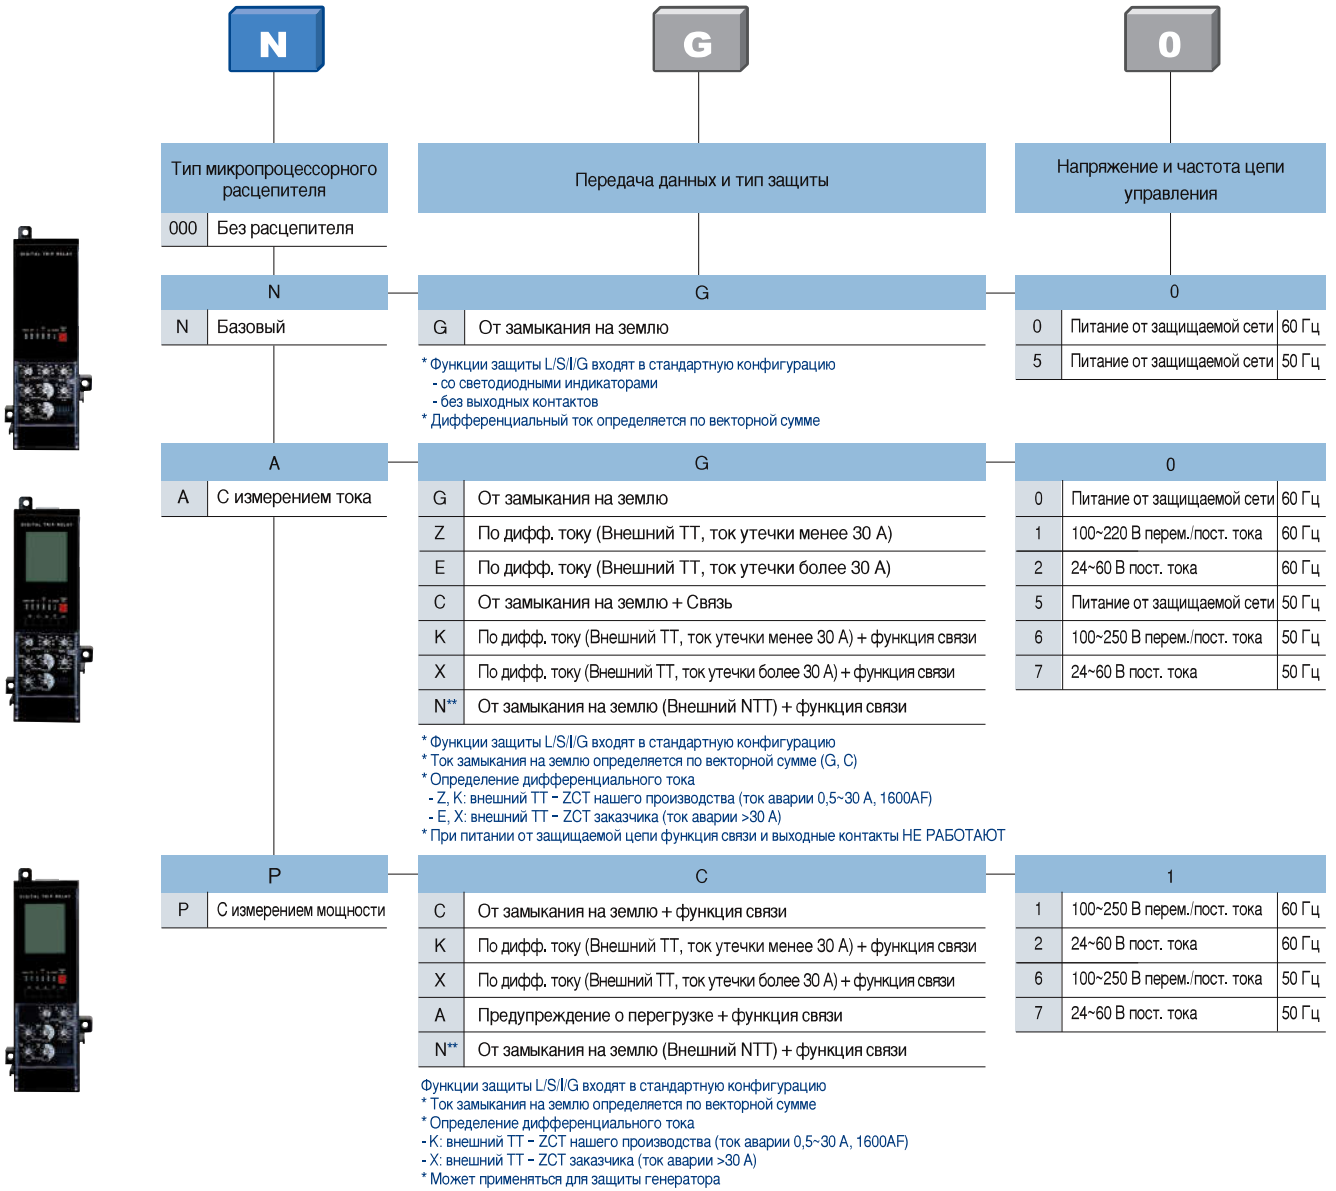 N G 0
Тип микропроцессорного
расцепителя
Передача данных и тип защиты
Напряжение и частота цепи
управления
000 Без расцепителя
DIGITAL TRIP RELAY
N G 0
N Базовый
G От замыкания на землю
* Функции защиты L/S/I/G входят в стандартную конфигурацию
- со светодиодными индикаторами
- без выходных контактов
* Дифференциальный ток определяется по векторной сумме
0 Питание от защищаемой сети 60 Гц
5 Питание от защищаемой сети 50 Гц
DIGITAL TRIP RELAY
A G 0
A С измерением тока
G От замыкания на землю
Z По дифф. току (Внешний ТТ, ток утечки менее 30 А)
E По дифф. току (Внешний ТТ, ток утечки более 30 А)
C От замыкания на землю + Связь
K По дифф. току (Внешний ТТ, ток утечки менее 30 А) + функция связи
X По дифф. току (Внешний ТТ, ток утечки более 30 А) + функция связи
N** От замыкания на землю (Внешний NТТ) + функция связи
* Функции защиты L/S/I/G входят в стандартную конфигурацию
* Ток замыкания на землю определяется по векторной сумме (G, C)
* Определение дифференциального тока
- Z, K: внешний ТТ – ZCT нашего производства (ток аварии 0,5~30 А, 1600AF)
- E, X: внешний ТТ – ZCT заказчика (ток аварии >30 А)
* При питании от защищаемой цепи функция связи и выходные контакты НЕ РАБОТАЮТ
0 Питание от защищаемой сети 60 Гц
1 100~220 В перем./пост. тока 60 Гц
2 24~60 В пост. тока 60 Гц
5 Питание от защищаемой сети 50 Гц
6 100~250 В перем./пост. тока 50 Гц
7 24~60 В пост. тока 50 Гц
DIGITAL TRIP RELAY
P C 1
P С измерением мощности
C От замыкания на землю + функция связи
K По дифф. току (Внешний ТТ, ток утечки менее 30 А) + функция связи
X По дифф. току (Внешний ТТ, ток утечки более 30 А) + функция связи
A Предупреждение о перегрузке + функция связи
N** От замыкания на землю (Внешний NТТ) + функция связи
Функции защиты L/S/I/G входят в стандартную конфигурацию
* Ток замыкания на землю определяется по векторной сумме
* Определение дифференциального тока
- K: внешний ТТ – ZCT нашего производства (ток аварии 0,5~30 А, 1600AF)
- X: внешний ТТ – ZCT заказчика (ток аварии >30 А)
* Может применяться для защиты генератора
1 100~250 В перем./пост. тока 60 Гц
2 24~60 В пост. тока 60 Гц
6 100~250 В перем./пост. тока 50 Гц
7 24~60 В пост. тока 50 Гц